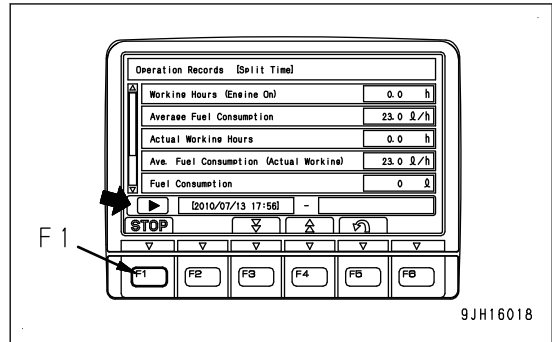 Operation Records [Split Time]
Working Hours (Engine On) 0.0 h
Average Fuel Consumption 23.0 ℓ/h
Actual Working Hours 0.0 h
Ave. Fuel Consumption (Actual Working) 23.0 ℓ/h
Fuel Consumption 0 ℓ
[2010/07/13 17:56] -
STOP
F1
F1 F2 F3 F4 F5 F6
9JH16018